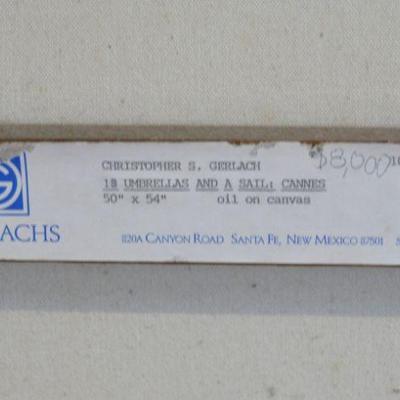 CHRISTOPHER S. GERLACH
$8,000
18 UMBRELLAS AND A SAIL: CANNES
50" x 54" oil on canvas
ACHS
820A CANYON ROAD SANTA FE, NEW MEXICO 87501